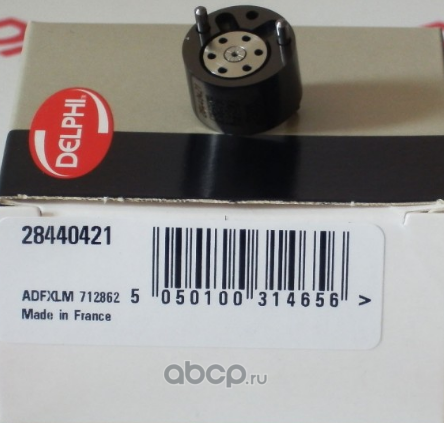 DELPHI
28440421
ADFXLM 712862
Made in France
5 050100 314656 >
abcp.ru